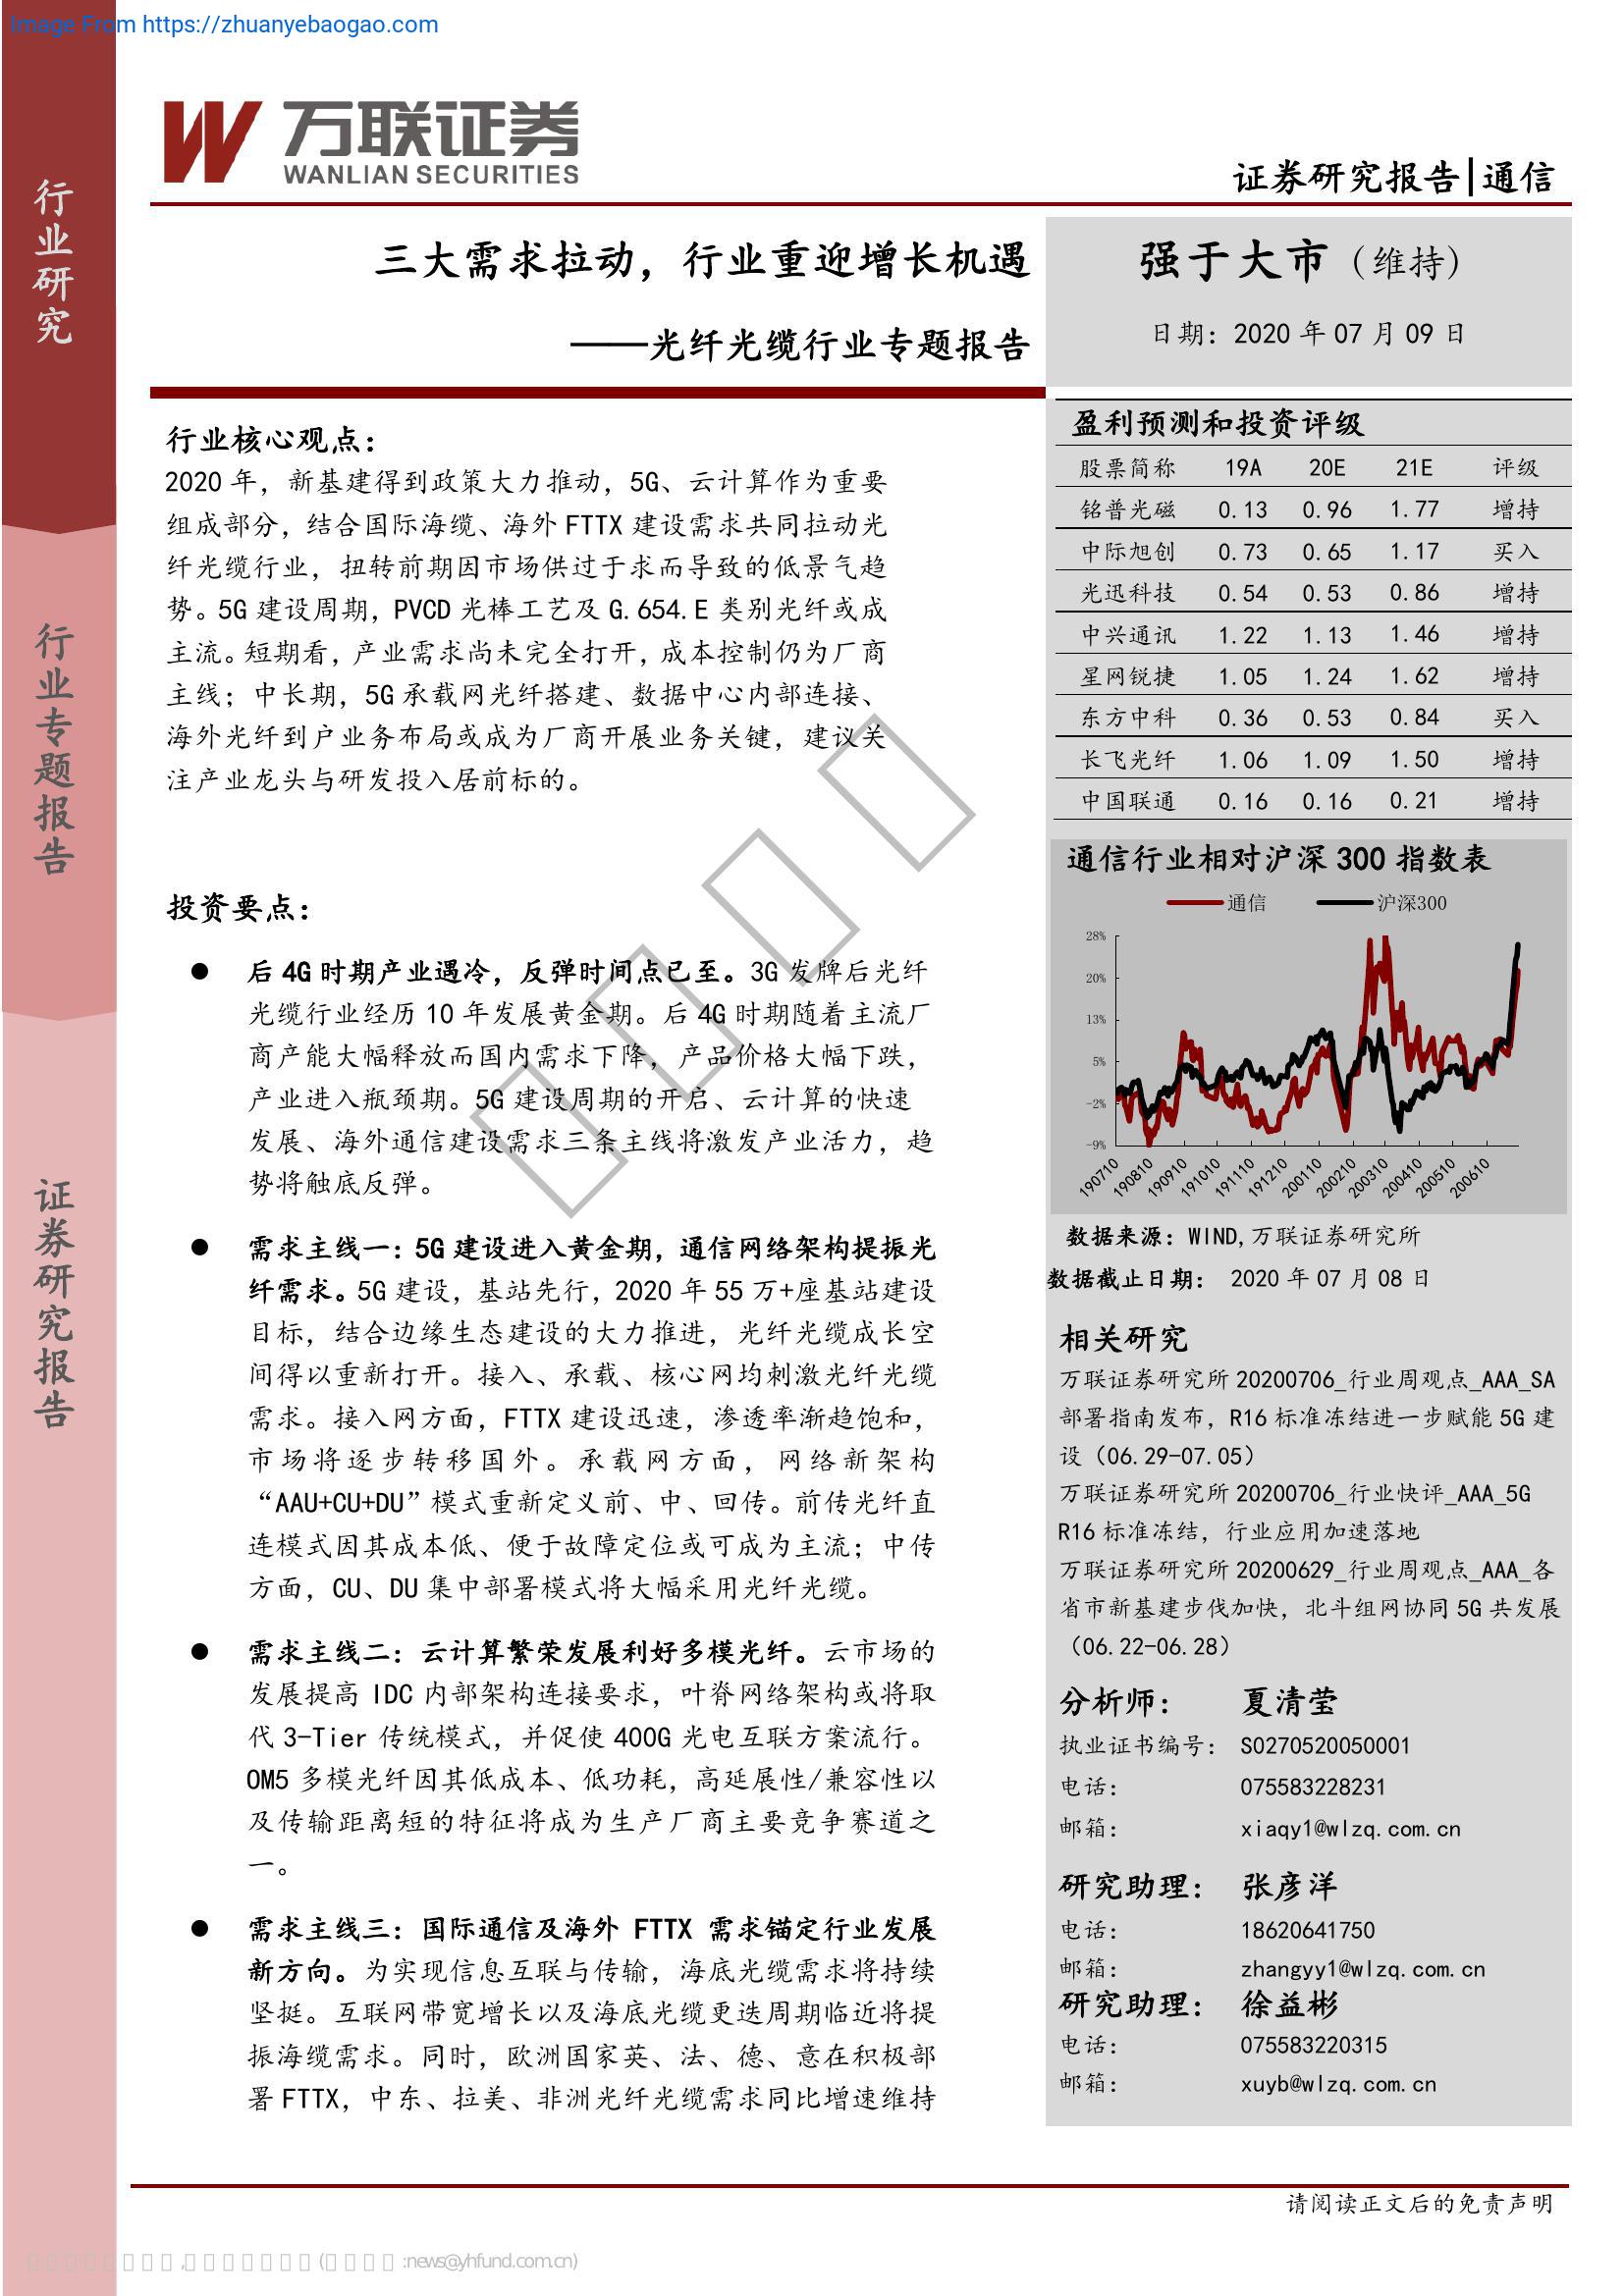 Image From https://zhuanyebaogao.com
万联证券
WANLIAN SECURITIES
证券研究报告|通信
行业研究
行业专题报告
证券研究报告
三大需求拉动，行业重迎增长机遇
——光纤光缆行业专题报告
强于大市（维持）
日期：2020 年 07 月 09 日
行业核心观点：
2020 年，新基建得到政策大力推动，5G、云计算作为重要
组成部分，结合国际海缆、海外 FTTX 建设需求共同拉动光
纤光缆行业，扭转前期因市场供过于求而导致的低景气趋
势。5G 建设周期，PVCD 光棒工艺及 G.654.E 类别光纤或成
主流。短期看，产业需求尚未完全打开，成本控制仍为厂商
主线；中长期，5G 承载网光纤搭建、数据中心内部连接、
海外光纤到户业务布局或成为厂商开展业务关键，建议关
注产业龙头与研发投入居前标的。
投资要点：
● 后 4G 时期产业遇冷，反弹时间点已至。3G 发牌后光纤
光缆行业经历 10 年发展黄金期。后 4G 时期随着主流厂
商产能大幅释放而国内需求下降，产品价格大幅下跌，
产业进入瓶颈期。5G 建设周期的开启、云计算的快速
发展、海外通信建设需求三条主线将激发产业活力，趋
势将触底反弹。
● 需求主线一：5G 建设进入黄金期，通信网络架构提振光
纤需求。5G 建设，基站先行，2020 年 55 万+座基站建设
目标，结合边缘生态建设的大力推进，光纤光缆成长空
间得以重新打开。接入、承载、核心网均刺激光纤光缆
需求。接入网方面，FTTX 建设迅速，渗透率渐趋饱和，
市场将逐步转移国外。承载网方面，网络新架构
“AAU+CU+DU”模式重新定义前、中、回传。前传光纤直
连模式因其成本低、便于故障定位或可成为主流；中传
方面，CU、DU 集中部署模式将大幅采用光纤光缆。
● 需求主线二：云计算繁荣发展利好多模光纤。云市场的
发展提高 IDC 内部架构连接要求，叶脊网络架构或将取
代 3-Tier 传统模式，并促使 400G 光电互联方案流行。
OM5 多模光纤因其低成本、低功耗，高延展性/兼容性以
及传输距离短的特征将成为生产厂商主要竞争赛道之
一。
● 需求主线三：国际通信及海外 FTTX 需求锚定行业发展
新方向。为实现信息互联与传输，海底光缆需求将持续
坚挺。互联网带宽增长以及海底光缆更迭周期临近将提
振海缆需求。同时，欧洲国家英、法、德、意在积极部
署 FTTX，中东、拉美、非洲光纤光缆需求同比增速维持
盈利预测和投资评级
股票简称 19A 20E 21E 评级
铭普光磁 0.13 0.96 1.77 增持
中际旭创 0.73 0.65 1.17 买入
光迅科技 0.54 0.53 0.86 增持
中兴通讯 1.22 1.13 1.46 增持
星网锐捷 1.05 1.24 1.62 增持
东方中科 0.36 0.53 0.84 买入
长飞光纤 1.06 1.09 1.50 增持
中国联通 0.16 0.16 0.21 增持
通信行业相对沪深 300 指数表
通信 沪深300
28%
20%
13%
5%
-2%
-9%
190710 190810 190910 191010 191110 191210 200110 200210 200310 200410 200510 200610
数据来源：WIND,万联证券研究所
数据截止日期： 2020 年 07 月 08 日
相关研究
万联证券研究所 20200706_行业周观点_AAA_SA
部署指南发布，R16 标准冻结进一步赋能 5G 建
设（06.29-07.05）
万联证券研究所 20200706_行业快评_AAA_5G
R16 标准冻结，行业应用加速落地
万联证券研究所 20200629_行业周观点_AAA_各
省市新基建步伐加快，北斗组网协同 5G 共发展
（06.22-06.28）
分析师： 夏清莹
执业证书编号： S0270520050001
电话： 075583228231
邮箱： xiaqy1@wlzq.com.cn
研究助理： 张彦洋
电话： 18620641750
邮箱： zhangyy1@wlzq.com.cn
研究助理： 徐益彬
电话： 075583220315
邮箱： xuyb@wlzq.com.cn
请阅读正文后的免责声明
:news@yhfund.com.cn)